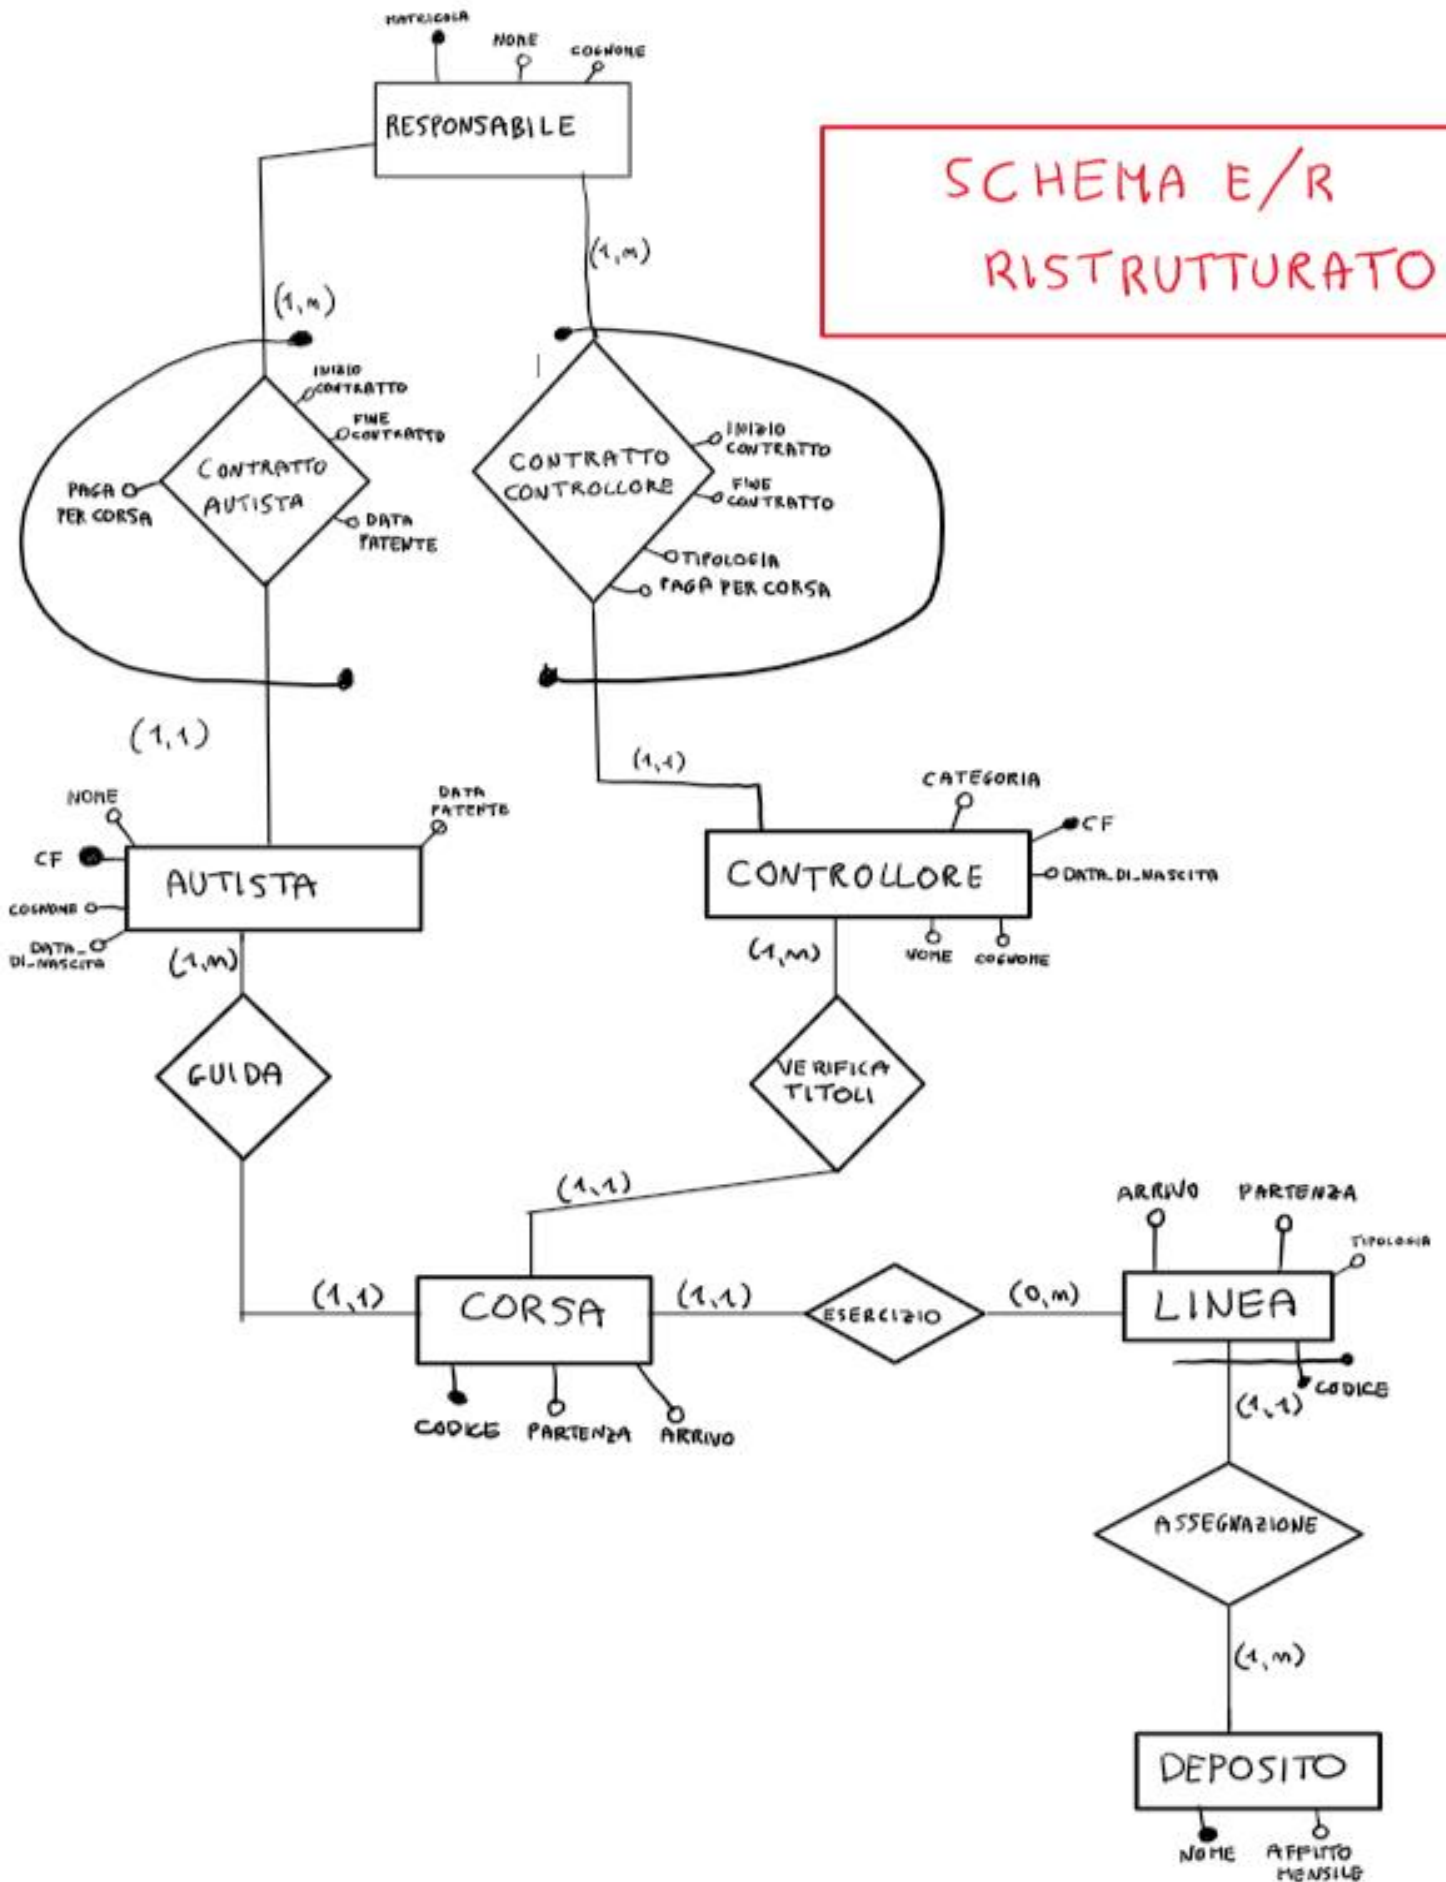 MATRICOLA
NOME
COGNOME
RESPONSABILE
SCHEMA E/R
RISTRUTTURATO
(1,m)
(1,m)
INIZIO
CONTRATTO
FINE
CONTRATTO
CONTRATTO
AUTISTA
PAGA
PER CORSA
DATA
PATENTE
CONTRATTO
CONTROLLORE
INIZIO
CONTRATTO
FINE
CONTRATTO
TIPOLOGIA
PAGA PER CORSA
(1,1)
(1,1)
NOME
DATA
PATENTE
CF
AUTISTA
COGNOME
DATA_
DI_NASCITA
(1,m)
CATEGORIA
CF
CONTROLLORE
DATA_DI_NASCITA
(1,m)
NOME
COGNOME
GUIDA
VERIFICA
TITOLI
(1,1)
ARRIVO
PARTENZA
TIPOLOGIA
(1,1)
CORSA
(1,1)
ESERCIZIO
(0,m)
LINEA
CODICE
(1,1)
CODICE
PARTENZA
ARRIVO
ASSEGNAZIONE
(1,m)
DEPOSITO
NOME
AFFITTO
MENSILE